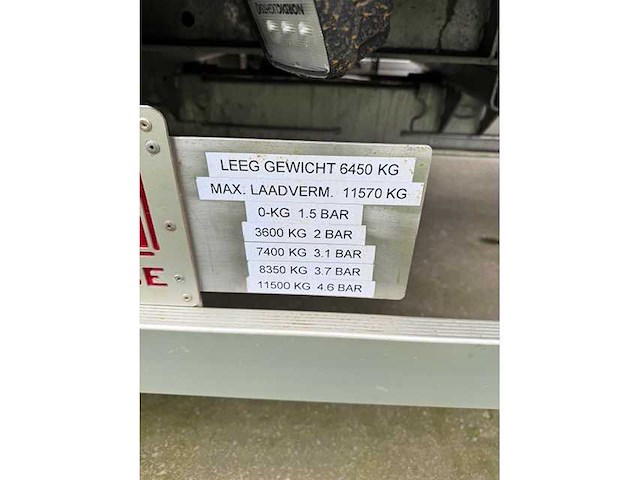 LEEG GEWICHT 6450 KG
MAX. LAADVERM. 11570 KG
0-KG 1.5 BAR
3600 KG 2 BAR
7400 KG 3.1 BAR
8350 KG 3.7 BAR
11500 KG 4.6 BAR